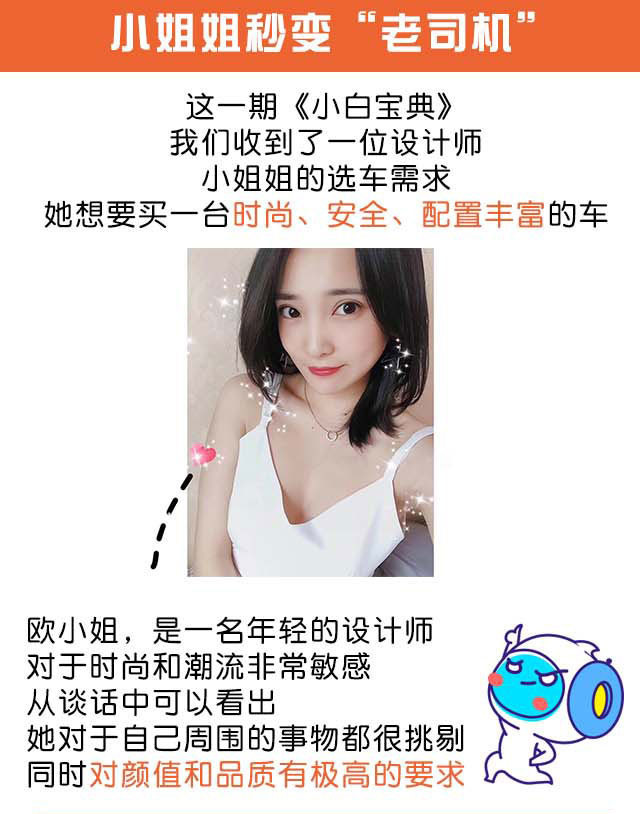 小姐姐秒变“老司机”
这一期《小白宝典》
我们收到了一位设计师
小姐姐的选车需求
她想要买一台时尚、安全、配置丰富的车
欧小姐，是一名年轻的设计师
对于时尚和潮流非常敏感
从谈话中可以看出
她对于自己周围的事物都很挑剔
同时对颜值和品质有极高的要求